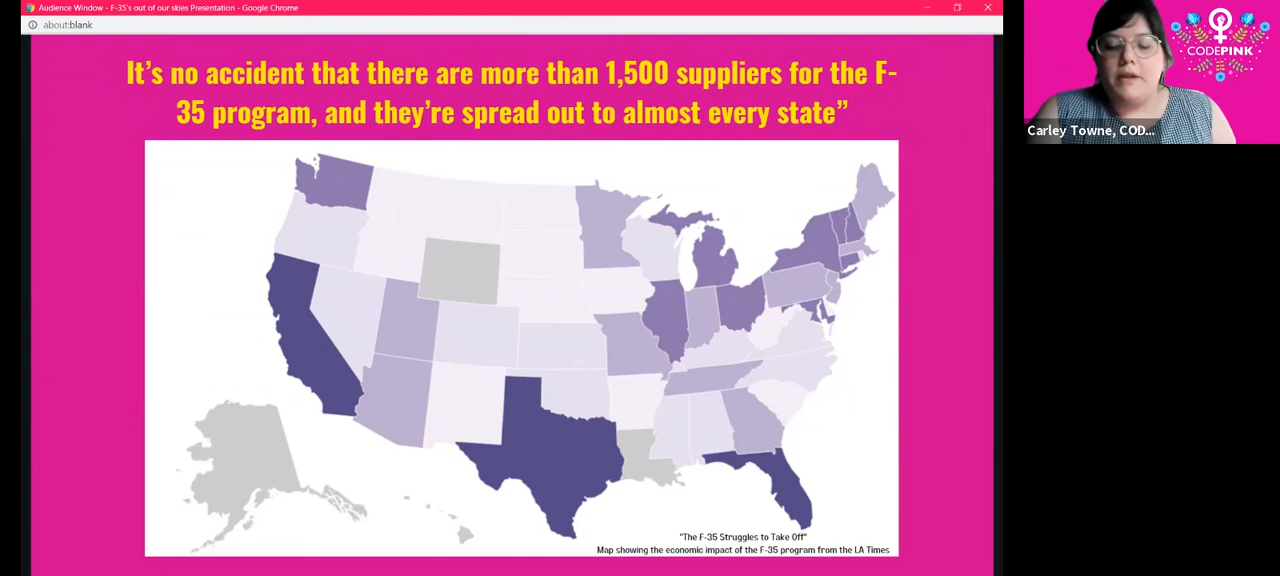 Audience Window - F-35's out of our skies Presentation - Google Chrome
about:blank
It's no accident that there are more than 1,500 suppliers for the F-
35 program, and they're spread out to almost every state"
"The F-35 Struggles to Take Off"
Map showing the economic impact of the F-35 program from the LA Times
CODEPINK
Carley Towne, COD...